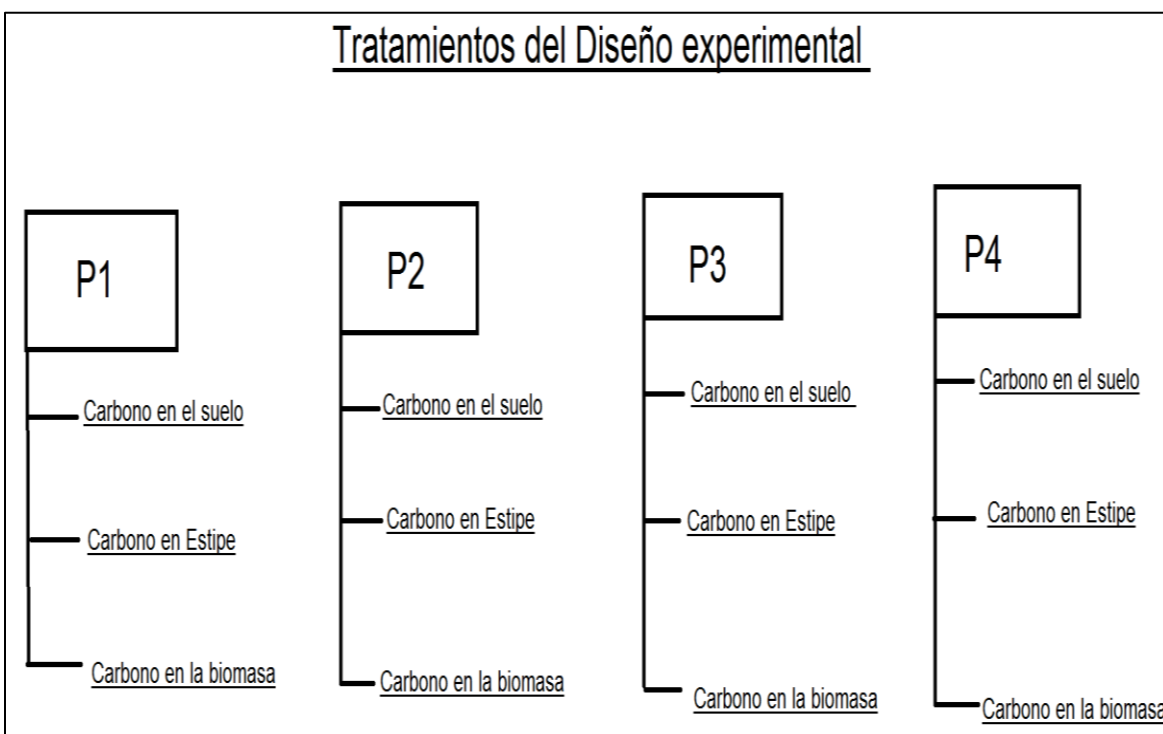 Tratamientos del Diseño experimental
P1
Carbono en el suelo
Carbono en Estipe
Carbono en la biomasa
P2
Carbono en el suelo
Carbono en Estipe
Carbono en la biomasa
P3
Carbono en el suelo
Carbono en Estipe
Carbono en la biomasa
P4
Carbono en el suelo
Carbono en Estipe
Carbono en la biomasa